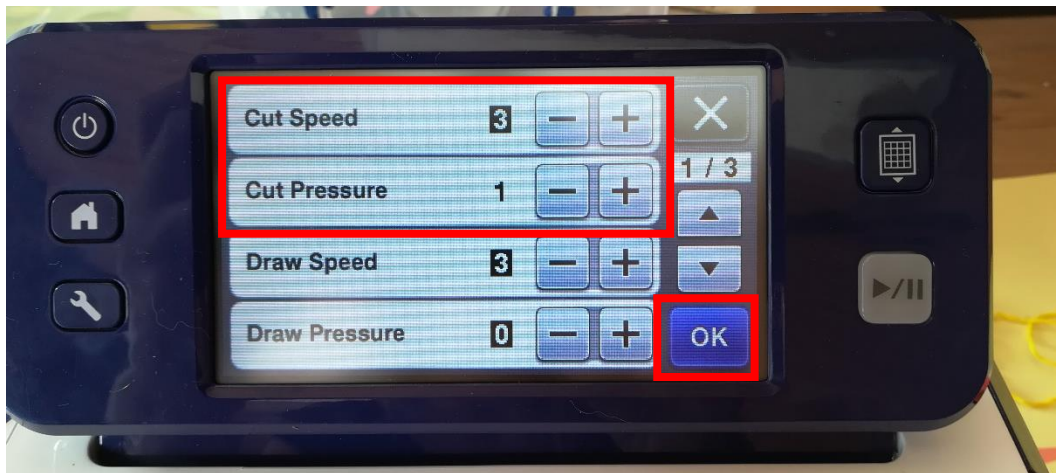 Cut Speed 3 − +
1 / 3
Cut Pressure 1 − +
Draw Speed 3 − +
Draw Pressure 0 − +
OK